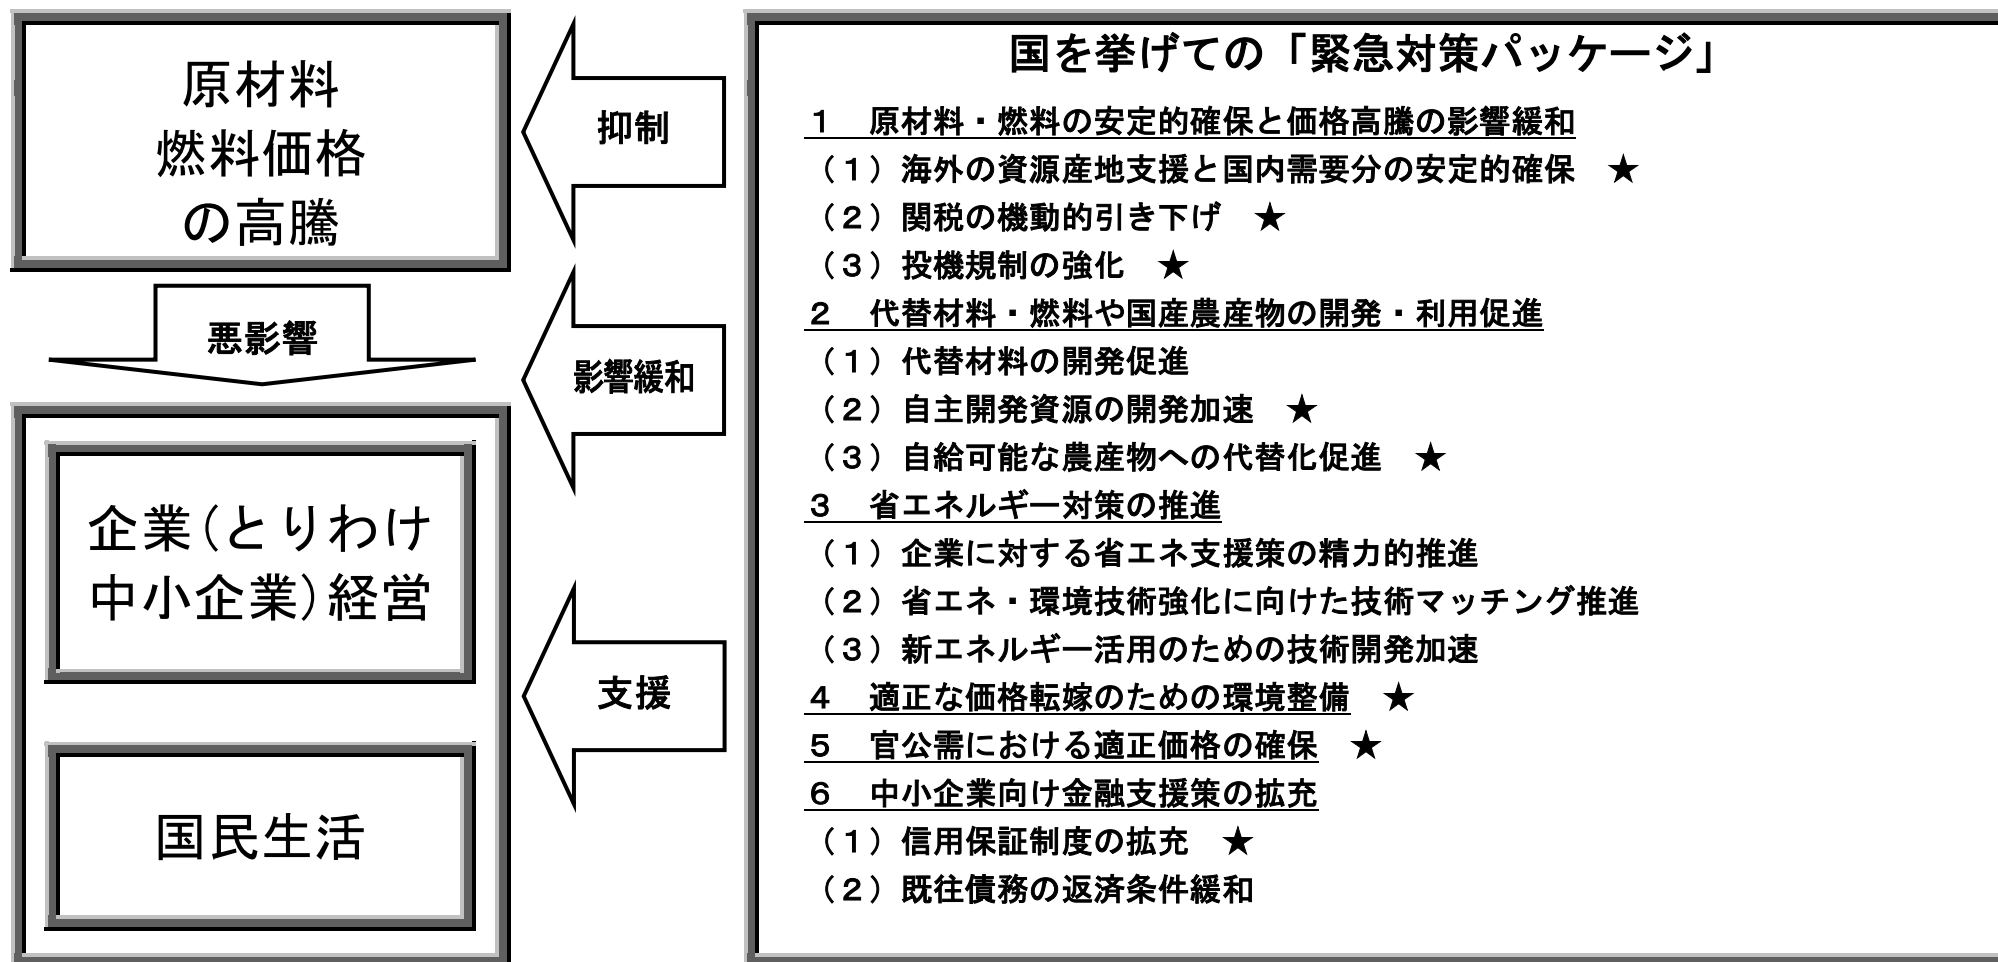 原材料
燃料価格
の高騰
悪影響
企業(とりわけ
中小企業)経営
国民生活
抑制
影響緩和
支援
国を挙げての「緊急対策パッケージ」
1　原材料・燃料の安定的確保と価格高騰の影響緩和
(1)海外の資源産地支援と国内需要分の安定的確保　★
(2)関税の機動的引き下げ　★
(3)投機規制の強化　★
2　代替材料・燃料や国産農産物の開発・利用促進
(1)代替材料の開発促進
(2)自主開発資源の開発加速　★
(3)自給可能な農産物への代替化促進　★
3　省エネルギー対策の推進
(1)企業に対する省エネ支援策の精力的推進
(2)省エネ・環境技術強化に向けた技術マッチング推進
(3)新エネルギー活用のための技術開発加速
4　適正な価格転嫁のための環境整備　★
5　官公需における適正価格の確保　★
6　中小企業向け金融支援策の拡充
(1)信用保証制度の拡充　★
(2)既往債務の返済条件緩和